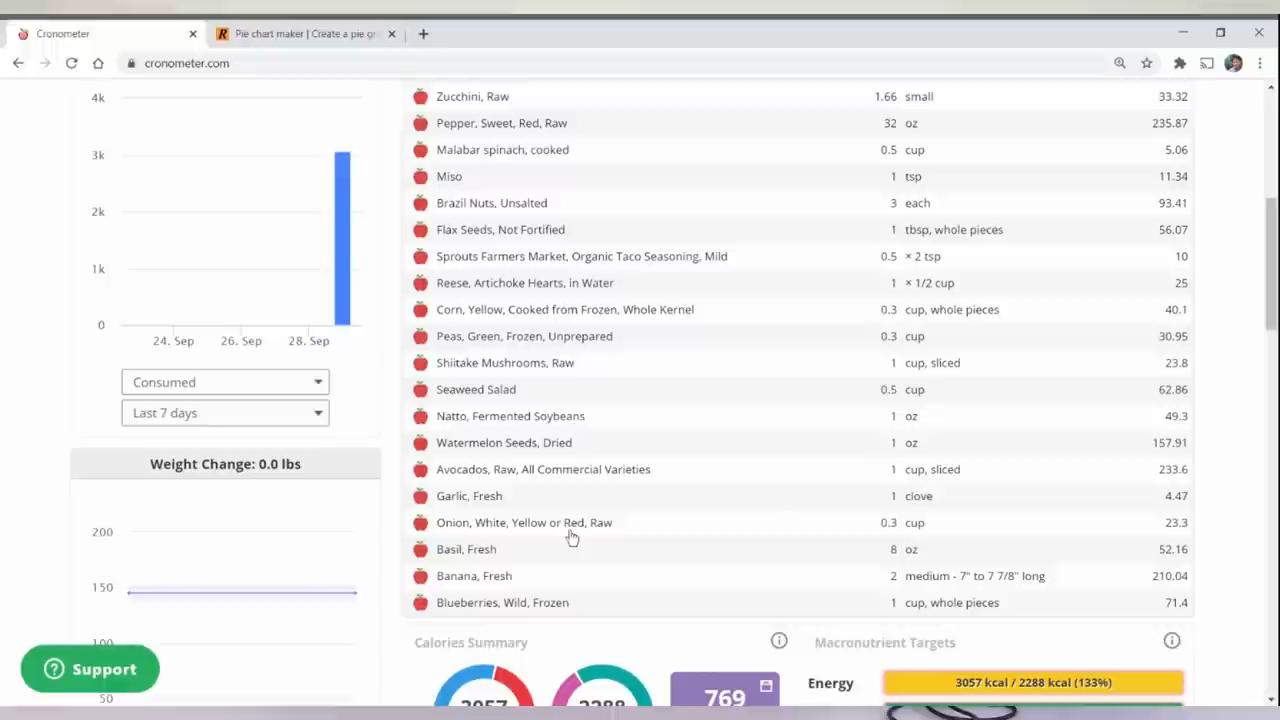 Cronometer
Pie chart maker | Create a pie gr
cronometer.com
4k
3k
2k
1k
0
24. Sep 26. Sep 28. Sep
Consumed
Last 7 days
Weight Change: 0.0 lbs
200
150
100
50
Support
Zucchini, Raw 1.66 small 33.32
Pepper, Sweet, Red, Raw 32 oz 235.87
Malabar spinach, cooked 0.5 cup 5.06
Miso 1 tsp 11.34
Brazil Nuts, Unsalted 3 each 93.41
Flax Seeds, Not Fortified 1 tbsp, whole pieces 56.07
Sprouts Farmers Market, Organic Taco Seasoning, Mild 0.5 × 2 tsp 10
Reese, Artichoke Hearts, in Water 1 × 1/2 cup 25
Corn, Yellow, Cooked from Frozen, Whole Kernel 0.3 cup, whole pieces 40.1
Peas, Green, Frozen, Unprepared 0.3 cup 30.95
Shiitake Mushrooms, Raw 1 cup, sliced 23.8
Seaweed Salad 0.5 cup 62.86
Natto, Fermented Soybeans 1 oz 49.3
Watermelon Seeds, Dried 1 oz 157.91
Avocados, Raw, All Commercial Varieties 1 cup, sliced 233.6
Garlic, Fresh 1 clove 4.47
Onion, White, Yellow or Red, Raw 0.3 cup 23.3
Basil, Fresh 8 oz 52.16
Banana, Fresh 2 medium - 7" to 7 7/8" long 210.04
Blueberries, Wild, Frozen 1 cup, whole pieces 71.4
Calories Summary
3057 2288 769
Macronutrient Targets
Energy 3057 kcal / 2288 kcal (133%)